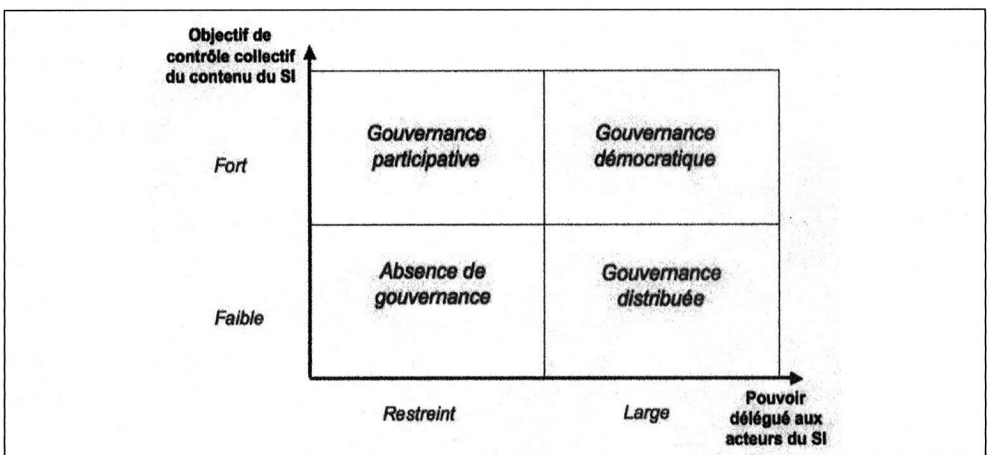 Objectif de
contrôle collectif
du contenu du SI
Gouvernance
participative
Gouvernance
démocratique
Fort
Absence de
gouvernance
Gouvernance
distribuée
Faible
Restreint
Large
Pouvoir
délégué aux
acteurs du SI